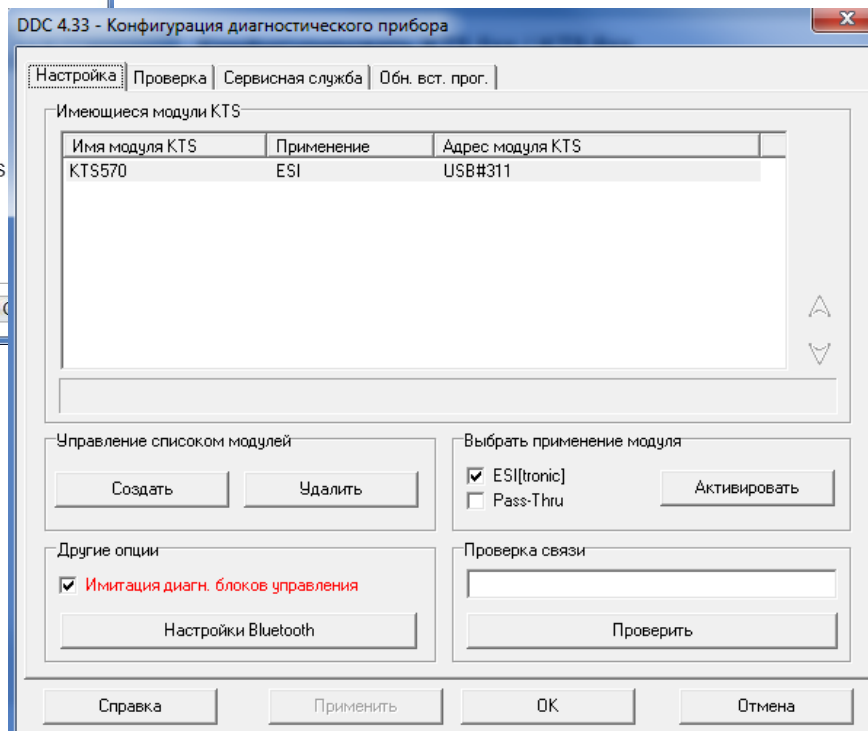 DDC 4.33 - Конфигурация диагностического прибора
Настройка Проверка Сервисная служба Обн. вст. прог.
Имеющиеся модули KTS
Имя модуля KTS Применение Адрес модуля KTS
KTS570 ESI USB#311
Управление списоком модулей
Создать Удалить
Выбрать применение модуля
ESI[tronic]
Pass-Thru
Активировать
Другие опции
Имитация диагн. блоков управления
Настройки Bluetooth
Проверка связи
Проверить
Справка Применить OK Отмена